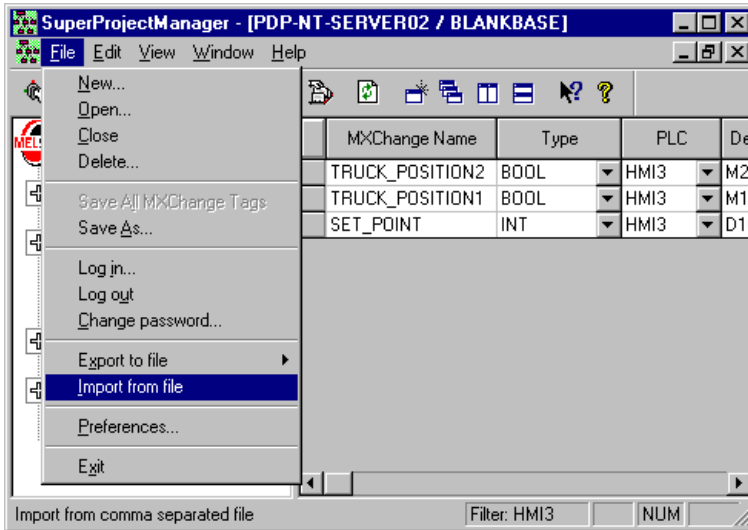 SuperProjectManager - [PDP-NT-SERVER02 / BLANKBASE]
File Edit View Window Help
New...
Open...
Close
Delete...
Save All MXChange Tags
Save As...
Log in...
Log out
Change password...
Export to file
Import from file
Preferences...
Exit
MXChange Name Type PLC De
TRUCK_POSITION2 BOOL HMI3 M2
TRUCK_POSITION1 BOOL HMI3 M1
SET_POINT INT HMI3 D1
MELS
Import from comma separated file Filter: HMI3 NUM